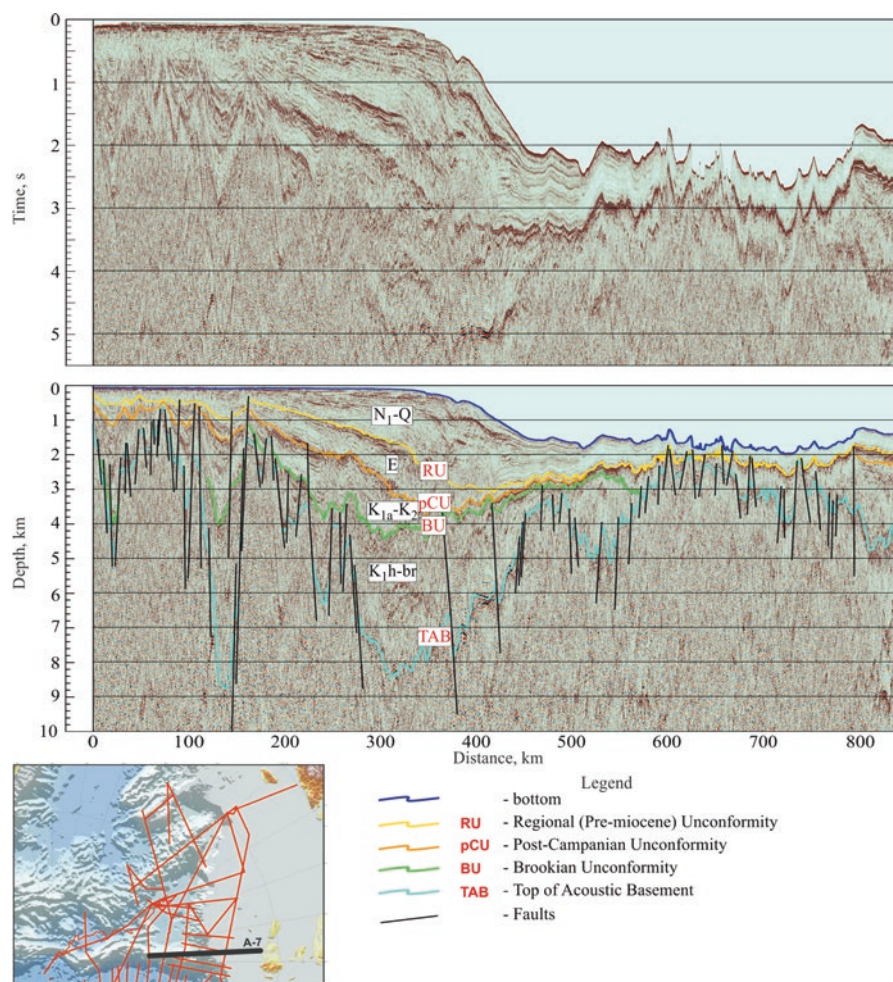 0
1
2
3
4
5
Time, s
N₁-Q
E
RU
pCU
K₁a-K₂
BU
K₁h-br
TAB
0
1
2
3
4
5
6
7
8
9
10
Depth, km
0 100 200 300 400 500 600 700 800
Distance, km
A-7
Legend
- bottom
RU - Regional (Pre-miocene) Unconformity
pCU - Post-Campanian Unconformity
BU - Brookian Unconformity
TAB - Top of Acoustic Basement
- Faults